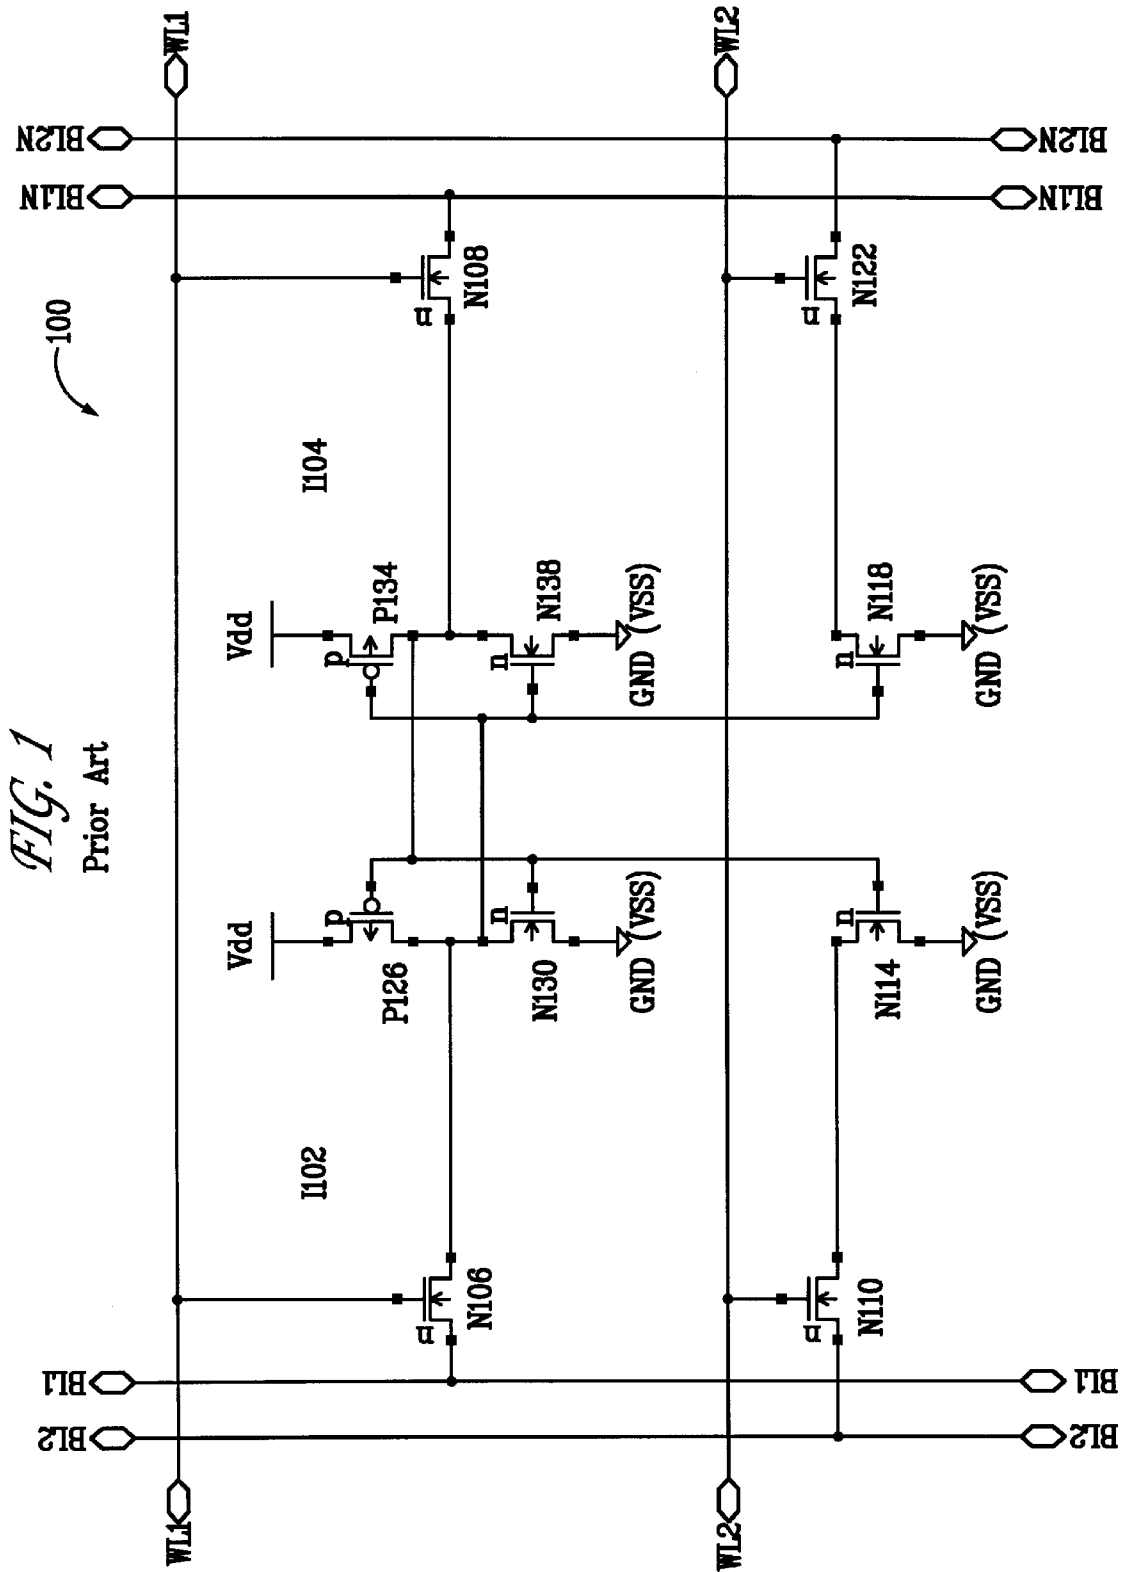 FIG. 1
Prior Art
100
WL1
WL1
BL2
BL1
BL1N
BL2N
I102
I104
Vdd
Vdd
p
p
P126
P134
n
n
N106
N108
n
n
N130
N138
GND (VSS)
GND (VSS)
WL2
WL2
n
n
N110
N122
n
n
N114
N118
GND (VSS)
GND (VSS)
BL2
BL1
BL1N
BL2N